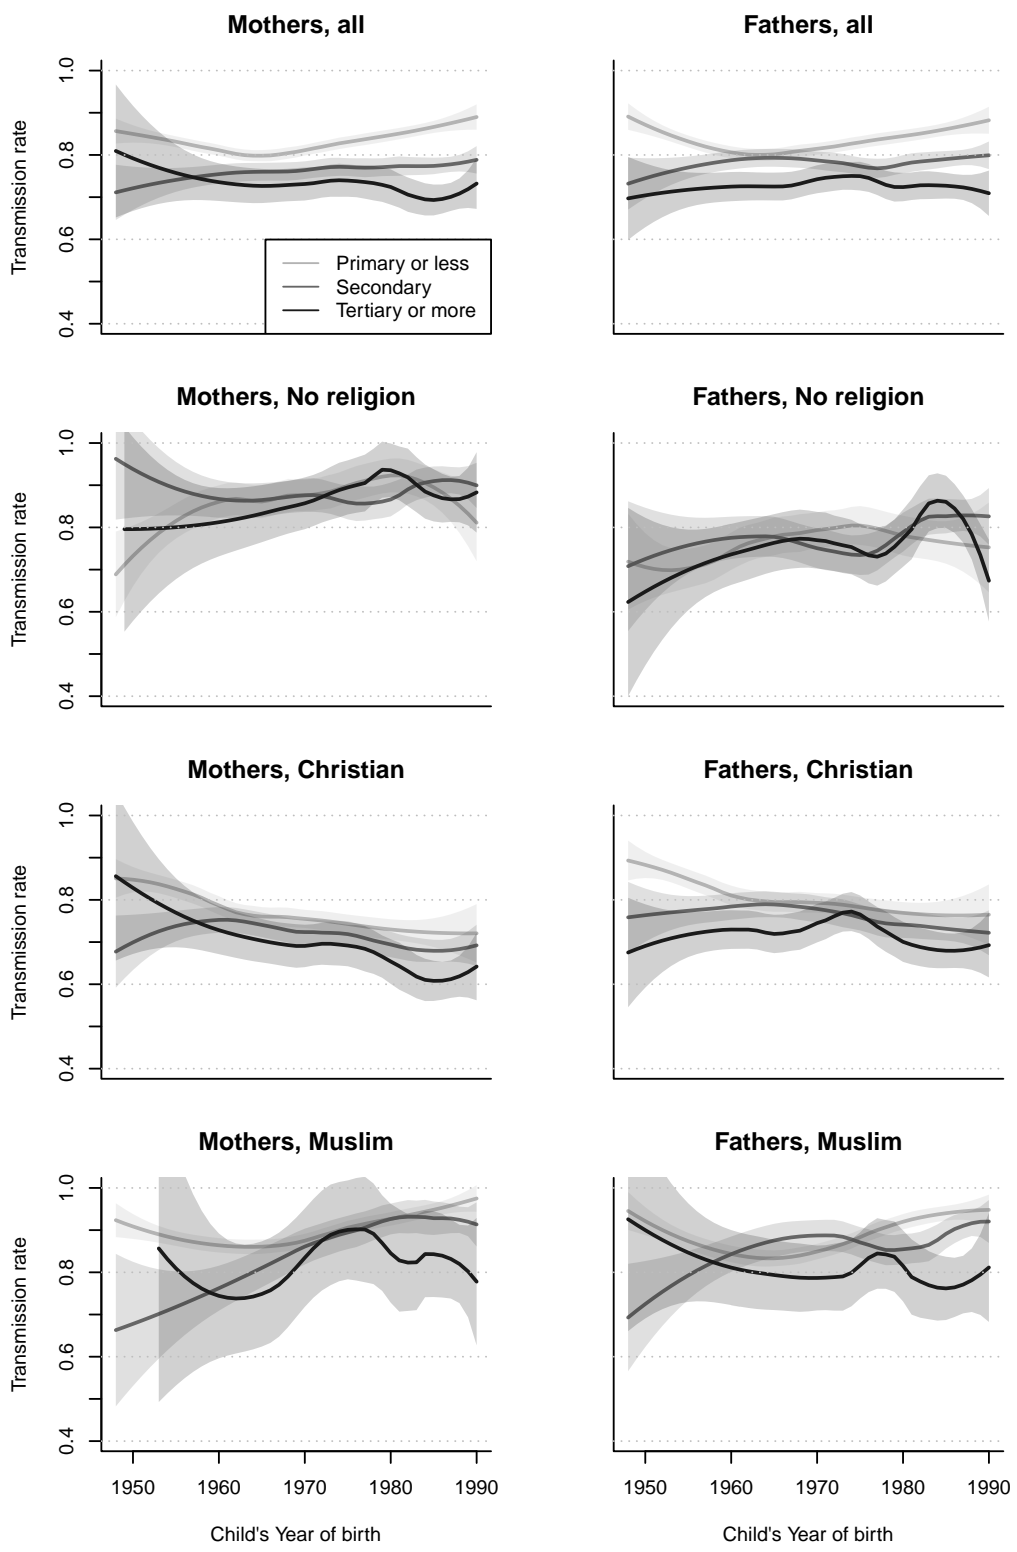 Mothers, all
Fathers, all
Transmission rate
1.0
0.8
0.6
0.4
Primary or less
Secondary
Tertiary or more
Mothers, No religion
Fathers, No religion
Transmission rate
1.0
0.8
0.6
0.4
Mothers, Christian
Fathers, Christian
Transmission rate
1.0
0.8
0.6
0.4
Mothers, Muslim
Fathers, Muslim
Transmission rate
1.0
0.8
0.6
0.4
1950 1960 1970 1980 1990
1950 1960 1970 1980 1990
Child's Year of birth
Child's Year of birth